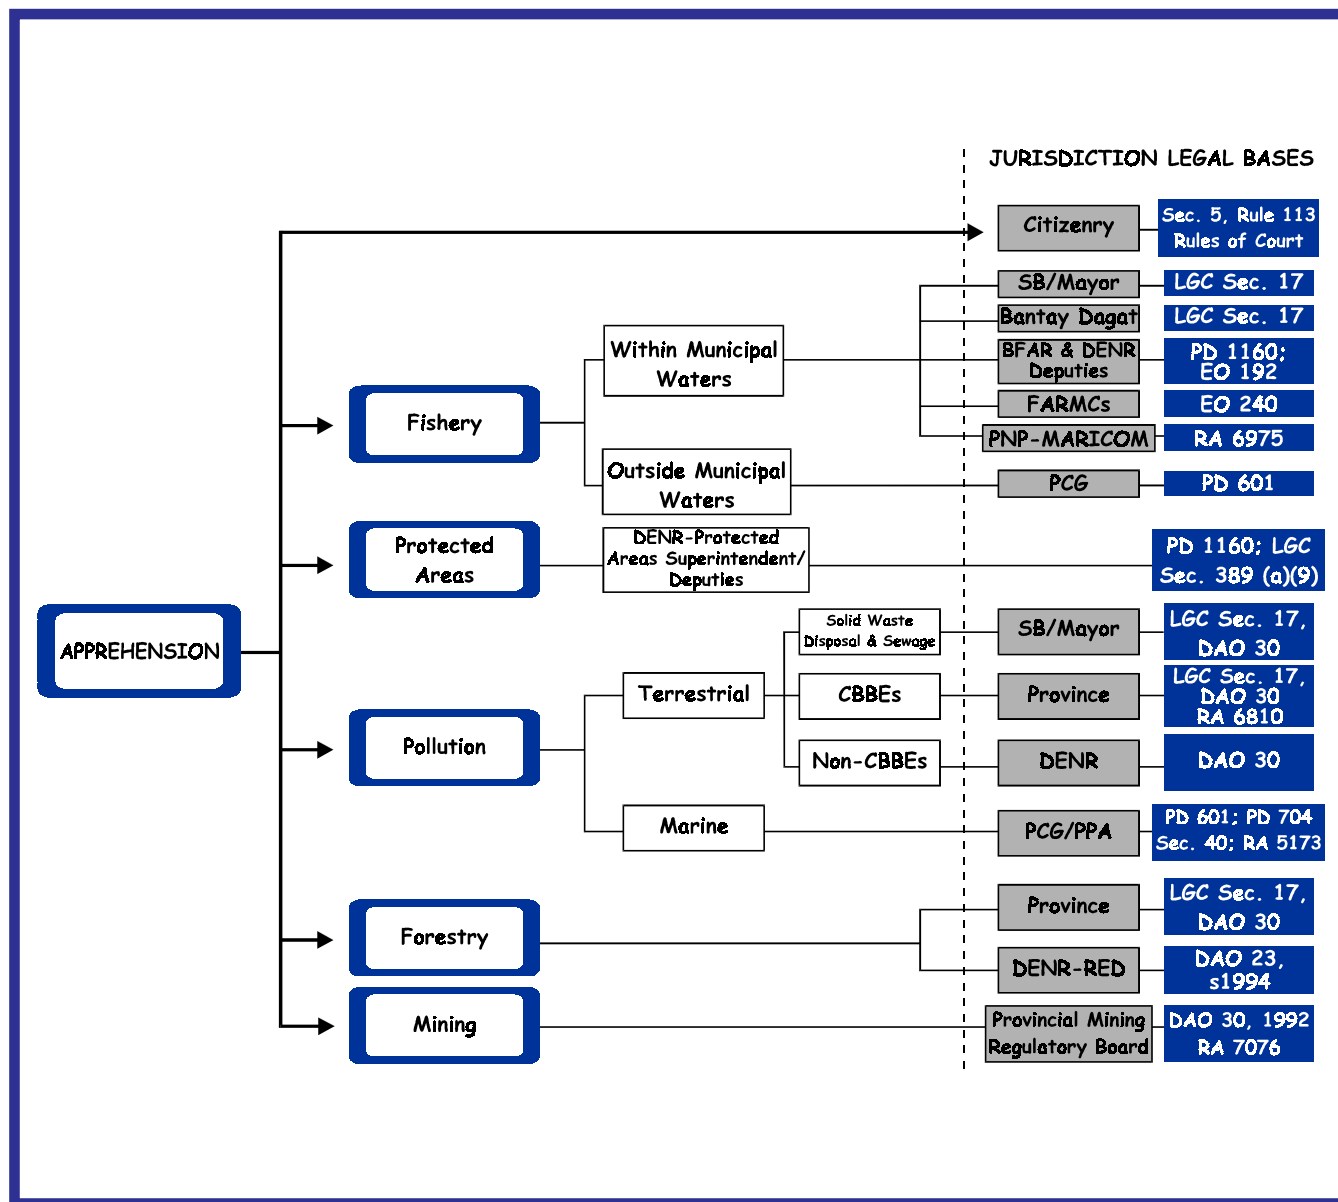 JURISDICTION LEGAL BASES
Citizenry
Sec. 5, Rule 113
Rules of Court
SB/Mayor
LGC Sec. 17
Bantay Dagat
LGC Sec. 17
Within Municipal
Waters
BFAR & DENR
Deputies
PD 1160;
EO 192
Fishery
FARMCs
EO 240
PNP-MARICOM
RA 6975
Outside Municipal
Waters
PCG
PD 601
Protected
Areas
DENR-Protected
Areas Superintendent/
Deputies
PD 1160; LGC
Sec. 389 (a)(9)
APPREHENSION
Solid Waste
Disposal & Sewage
SB/Mayor
LGC Sec. 17,
DAO 30
Terrestrial
CBBEs
Province
LGC Sec. 17,
DAO 30
RA 6810
Pollution
Non-CBBEs
DENR
DAO 30
Marine
PCG/PPA
PD 601; PD 704
Sec. 40; RA 5173
Forestry
Province
LGC Sec. 17,
DAO 30
DENR-RED
DAO 23,
s1994
Mining
Provincial Mining
Regulatory Board
DAO 30, 1992
RA 7076